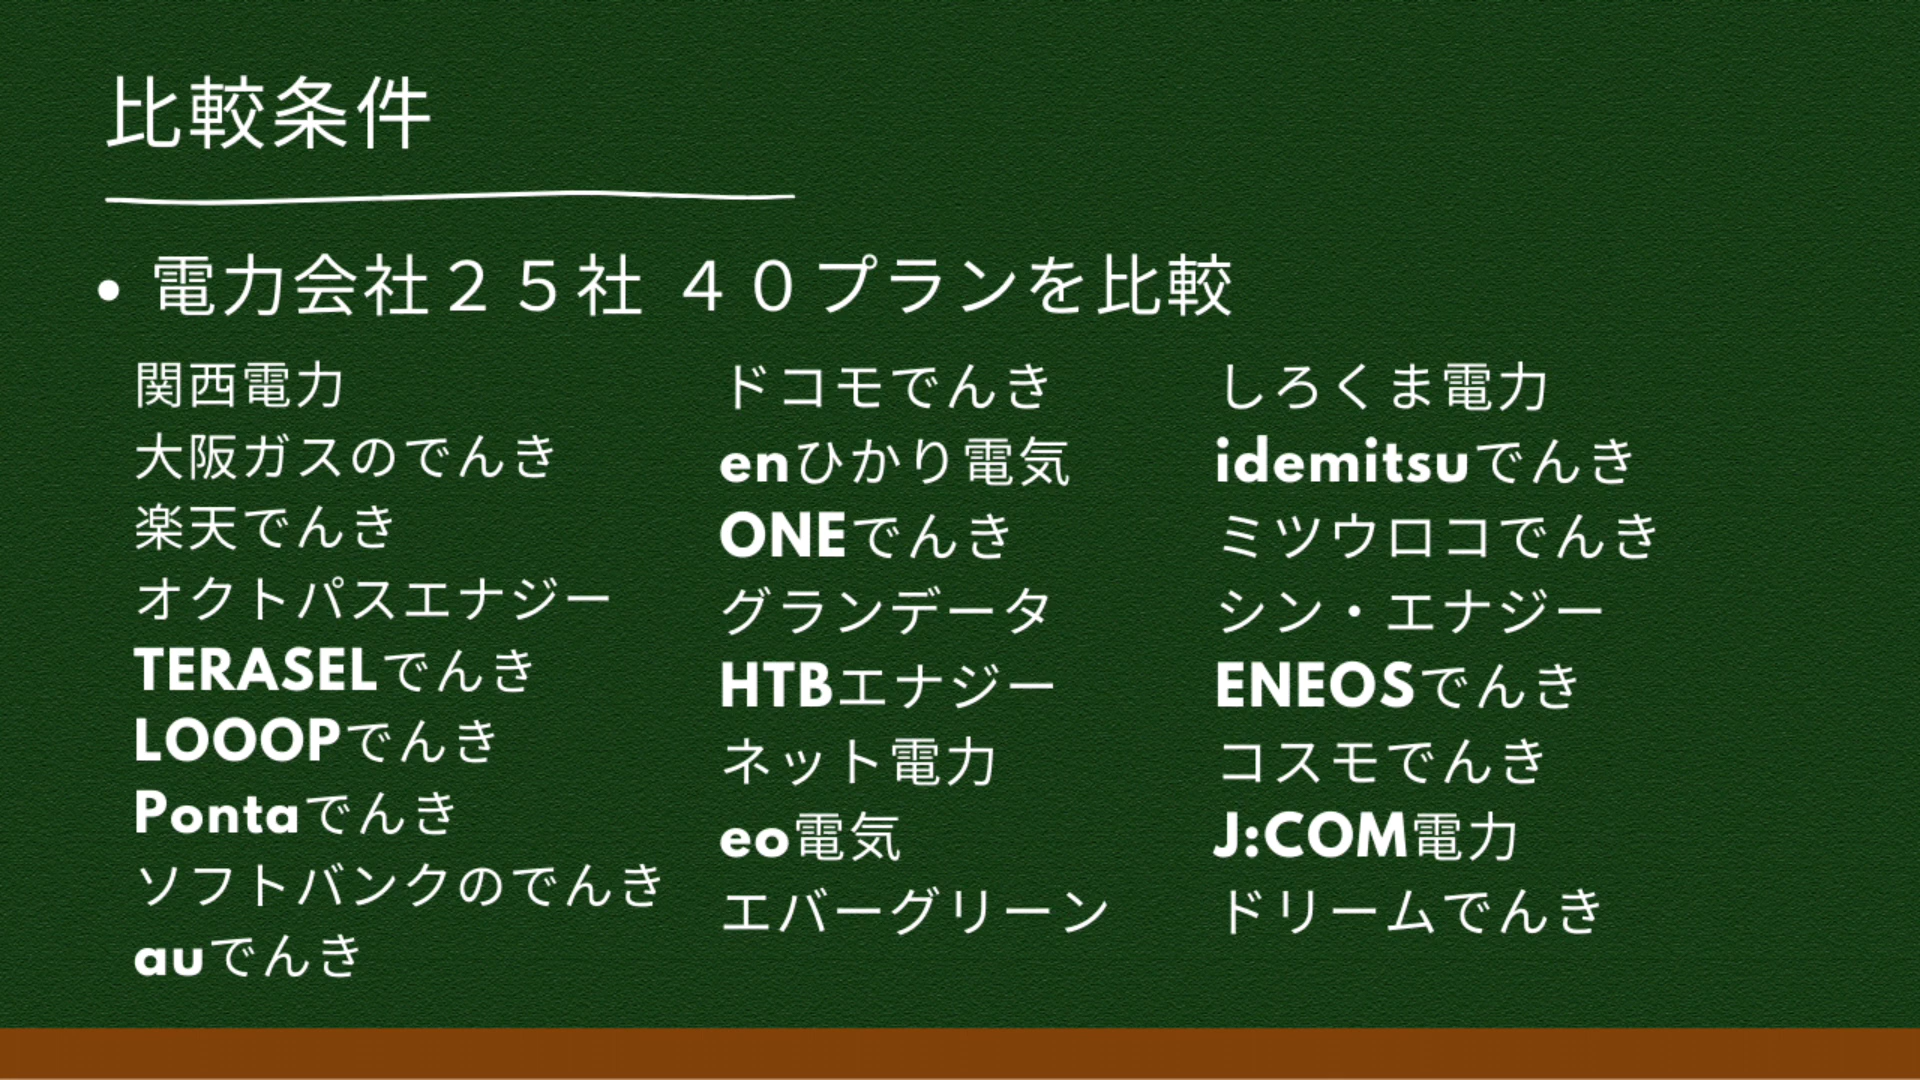 比較条件
• 電力会社２５社 ４０プランを比較
関西電力
大阪ガスのでんき
楽天でんき
オクトパスエナジー
TERASELでんき
LOOOPでんき
Pontaでんき
ソフトバンクのでんき
auでんき
ドコモでんき
enひかり電気
ONEでんき
グランデータ
HTBエナジー
ネット電力
eo電気
エバーグリーン
しろくま電力
idemitsuでんき
ミツウロコでんき
シン・エナジー
ENEOSでんき
コスモでんき
J:COM電力
ドリームでんき